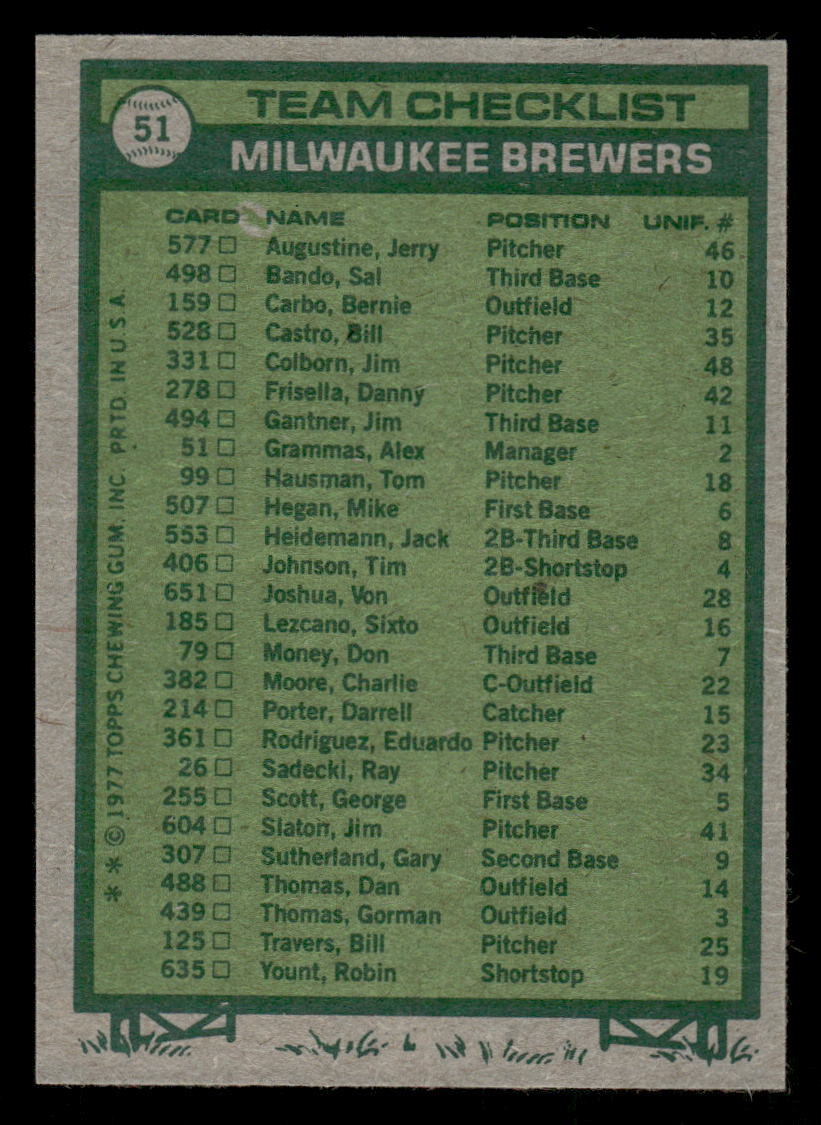 51
TEAM CHECKLIST
MILWAUKEE BREWERS
CARD NAME POSITION UNIF. #
577 □ Augustine, Jerry Pitcher 46
498 □ Bando, Sal Third Base 10
159 □ Carbo, Bernie Outfield 12
528 □ Castro, Bill Pitcher 35
331 □ Colborn, Jim Pitcher 48
278 □ Frisella, Danny Pitcher 42
494 □ Gantner, Jim Third Base 11
51 □ Grammas, Alex Manager 2
99 □ Hausman, Tom Pitcher 18
507 □ Hegan, Mike First Base 6
553 □ Heidemann, Jack 2B-Third Base 8
406 □ Johnson, Tim 2B-Shortstop 4
651 □ Joshua, Von Outfield 28
185 □ Lezcano, Sixto Outfield 16
79 □ Money, Don Third Base 7
382 □ Moore, Charlie C-Outfield 22
214 □ Porter, Darrell Catcher 15
361 □ Rodriguez, Eduardo Pitcher 23
26 □ Sadecki, Ray Pitcher 34
255 □ Scott, George First Base 5
604 □ Slaton, Jim Pitcher 41
307 □ Sutherland, Gary Second Base 9
488 □ Thomas, Dan Outfield 14
439 □ Thomas, Gorman Outfield 3
125 □ Travers, Bill Pitcher 25
635 □ Yount, Robin Shortstop 19
* * © 1977 TOPPS CHEWING GUM, INC. PRTD. IN U.S.A.